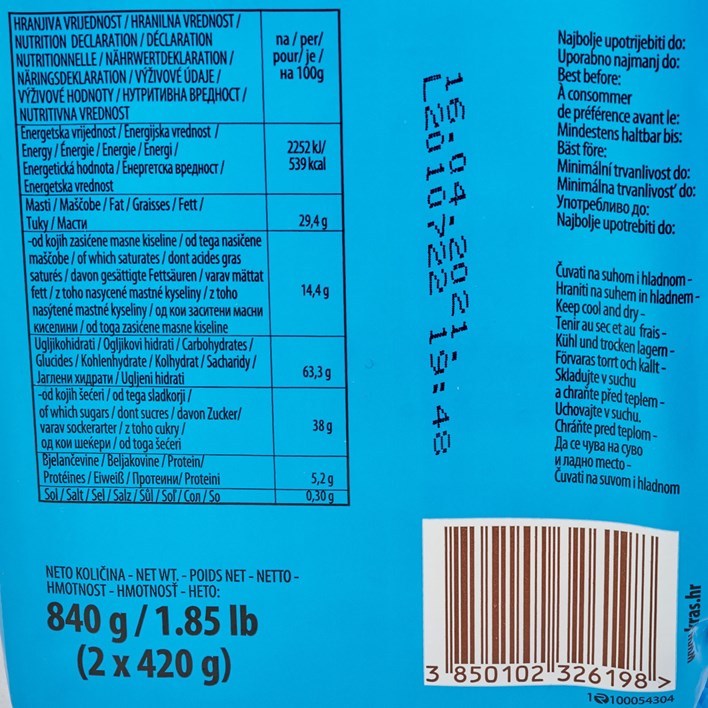 HRANJIVA VRIJEDNOST / HRANILNA VREDNOST /
NUTRITION DECLARATION / DÉCLARATION
NUTRITIONNELLE / NÄHRWERTDEKLARATION /
NÄRINGSDEKLARATION / VÝŽIVOVÉ ÚDAJE /
VÝŽIVOVÉ HODNOTY / НУТРИТИВНА ВРЕДНОСТ /
NUTRITIVNA VREDNOST
na / per/
pour/ je /
на 100g
Energetska vrijednost / Energijska vrednost /
Energy / Énergie / Energie / Energi /
Energetická hodnota / Енергетска вредност /
Energetska vrednost
2252 kJ/
539 kcal
Masti / Maščobe / Fat / Graisses / Fett /
Tuky / Масти
29,4 g
-od kojih zasićene masne kiseline / od tega nasičene
maščobe / of which saturates / dont acides gras
saturés / davon gesättigte Fettsäuren / varav mättat
fett / z toho nasycené mastné kyseliny / z toho
nasýtené mastné kyseliny / од кои заситени масни
киселини / od toga zasićene masne kiseline
14,4 g
Ugljikohidrati / Ogljikovi hidrati / Carbohydrates /
Glucides / Kohlenhydrate / Kolhydrat / Sacharidy /
Јаглени хидрати / Ugljeni hidrati
63,3 g
-od kojih šećeri / od tega sladkorji /
of which sugars / dont sucres / davon Zucker/
varav sockerarter / z toho cukry /
од кои шеќери / od toga šećeri
38 g
Bjelančevine / Beljakovine / Protein/
Protéines / Eiweiß / Протеини/ Proteini
5,2 g
Sol / Salt / Sel / Salz / Sůl / Soľ / Сол / So
0,30 g
NETO KOLIČINA - NET WT. - POIDS NET - NETTO -
HMOTNOST - HMOTNOSŤ - НЕТО:
840 g / 1.85 lb
(2 x 420 g)
16.04.2021.
L20107722 19:48
Najbolje upotrijebiti do:
Uporabno najmanj do:
Best before:
À consommer
de préférence avant le:
Mindestens haltbar bis:
Bäst före:
Minimální trvanlivost do:
Minimálna trvanlivosť do:
Употребливо до:
Najbolje upotrebiti do:
Čuvati na suhom i hladnom -
Hraniti na suhem in hladnem -
Keep cool and dry -
Tenir au sec et au frais -
Kühl und trocken lagern -
Förvaras torrt och kallt -
Skladujte v suchu
a chraňte před teplem -
Uchovajte v suchu.
Chráňte pred teplom -
Да се чува на суво
и ладно место -
Čuvati na suvom i hladnom
www.kras.hr
3 850102 326198 >
100054304